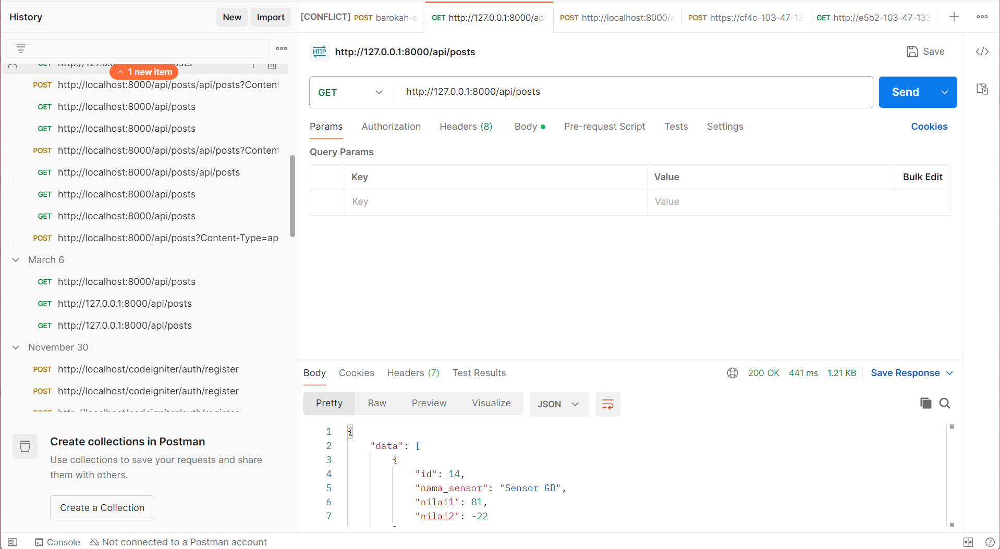 History
New
Import
GET
http://127.0.
posts
1 new item
POST http://localhost:8000/api/posts/api/posts?Content
GET http://localhost:8000/api/posts
GET http://localhost:8000/api/posts
POST http://localhost:8000/api/posts/api/posts?Content
GET http://localhost:8000/api/posts/api/posts
GET http://localhost:8000/api/posts
GET http://localhost:8000/api/posts
POST http://localhost:8000/api/posts?Content-Type=ap
March 6
GET http://localhost:8000/api/posts
GET http://127.0.0.1:8000/api/posts
GET http://127.0.0.1:8000/api/posts
November 30
POST http://localhost/codeigniter/auth/register
POST http://localhost/codeigniter/auth/register
Create collections in Postman
Use collections to save your requests and share
them with others.
Create a Collection
[CONFLICT] POST barokah-s
GET http://127.0.0.1:8000/api
POST http://localhost:8000/a
POST https://cf4c-103-47-13
GET http://e5b2-103-47-133
HTTP http://127.0.0.1:8000/api/posts
Save
</>
GET http://127.0.0.1:8000/api/posts
Send
Params Authorization Headers (8) Body Pre-request Script Tests Settings Cookies
Query Params
Key Value Bulk Edit
Key Value
Body Cookies Headers (7) Test Results 200 OK 441 ms 1.21 KB Save Response
Pretty Raw Preview Visualize JSON
1 {
2 "data": [
3 {
4 "id": 14,
5 "nama_sensor": "Sensor GD",
6 "nilai1": 81,
7 "nilai2": -22
Console Not connected to a Postman account